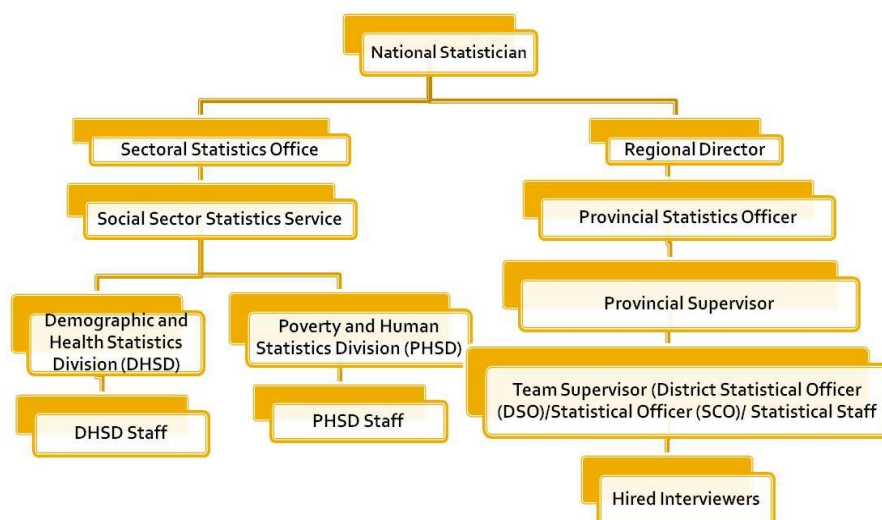 National Statistician
Sectoral Statistics Office
Regional Director
Social Sector Statistics Service
Provincial Statistics Officer
Provincial Supervisor
Demographic and
Health Statistics
Division (DHSD)
Poverty and Human
Statistics Division (PHSD)
Team Supervisor (District Statistical Officer
(DSO)/Statistical Officer (SCO)/ Statistical Staff
DHSD Staff
PHSD Staff
Hired Interviewers